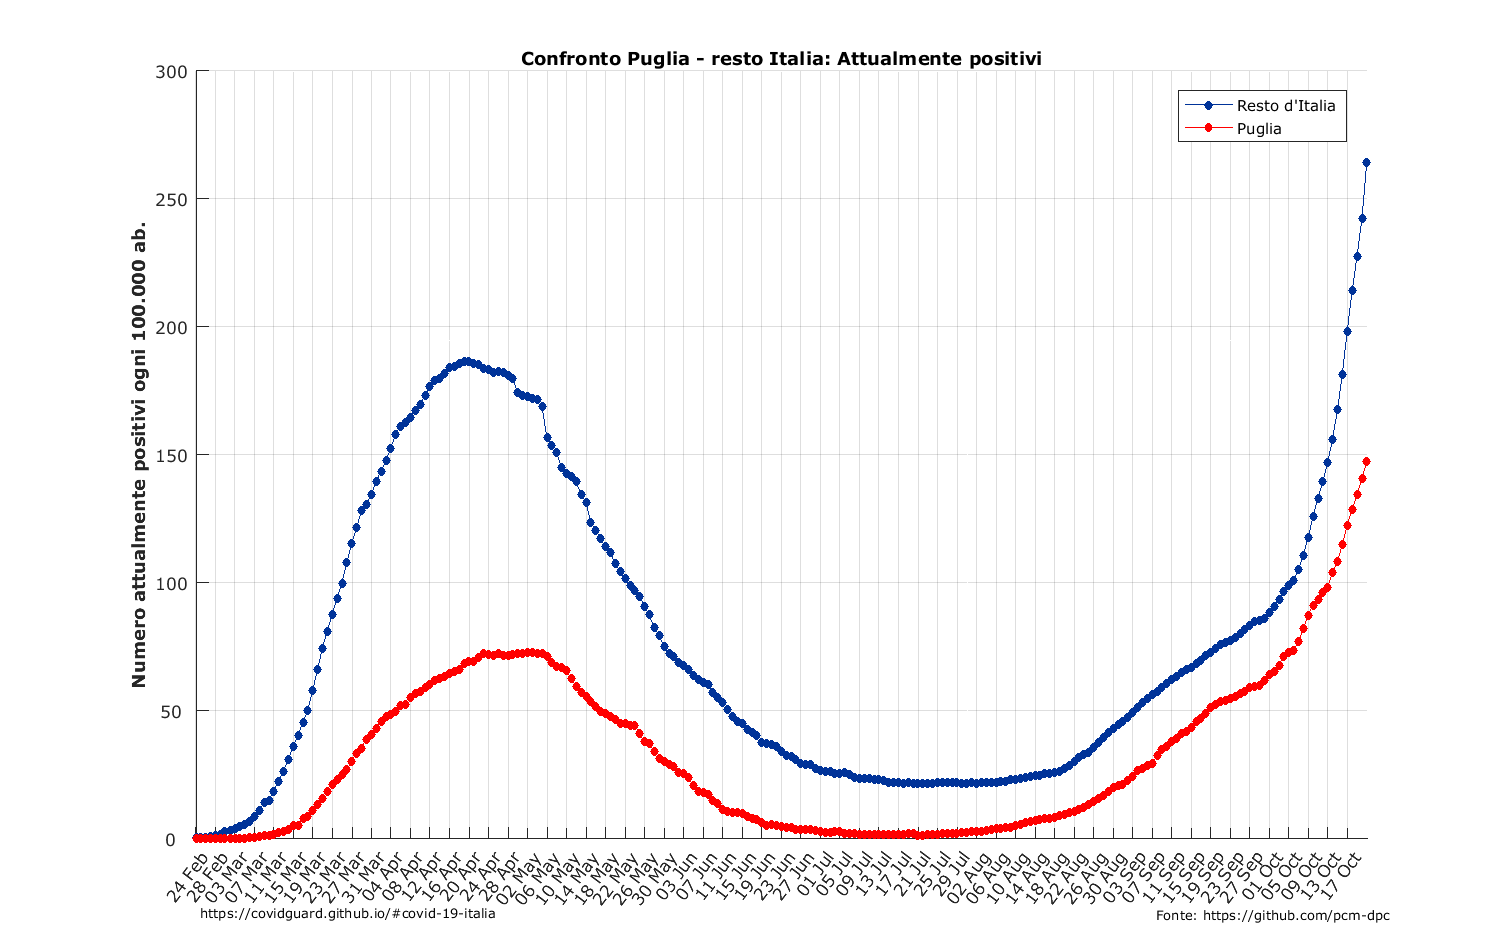 Confronto Puglia - resto Italia: Attualmente positivi
Resto d'Italia
Puglia
Numero attualmente positivi ogni 100.000 ab.
300
250
200
150
100
50
0
24 Feb
28 Feb
03 Mar
07 Mar
11 Mar
15 Mar
19 Mar
23 Mar
27 Mar
31 Mar
04 Apr
08 Apr
12 Apr
16 Apr
20 Apr
24 Apr
28 Apr
02 May
06 May
10 May
14 May
18 May
22 May
26 May
30 May
03 Jun
07 Jun
11 Jun
15 Jun
19 Jun
23 Jun
27 Jun
01 Jul
05 Jul
09 Jul
13 Jul
17 Jul
21 Jul
25 Jul
29 Jul
02 Aug
06 Aug
10 Aug
14 Aug
18 Aug
22 Aug
26 Aug
30 Aug
03 Sep
07 Sep
11 Sep
15 Sep
19 Sep
23 Sep
27 Sep
01 Oct
05 Oct
09 Oct
13 Oct
17 Oct
https://covidguard.github.io/#covid-19-italia
Fonte: https://github.com/pcm-dpc